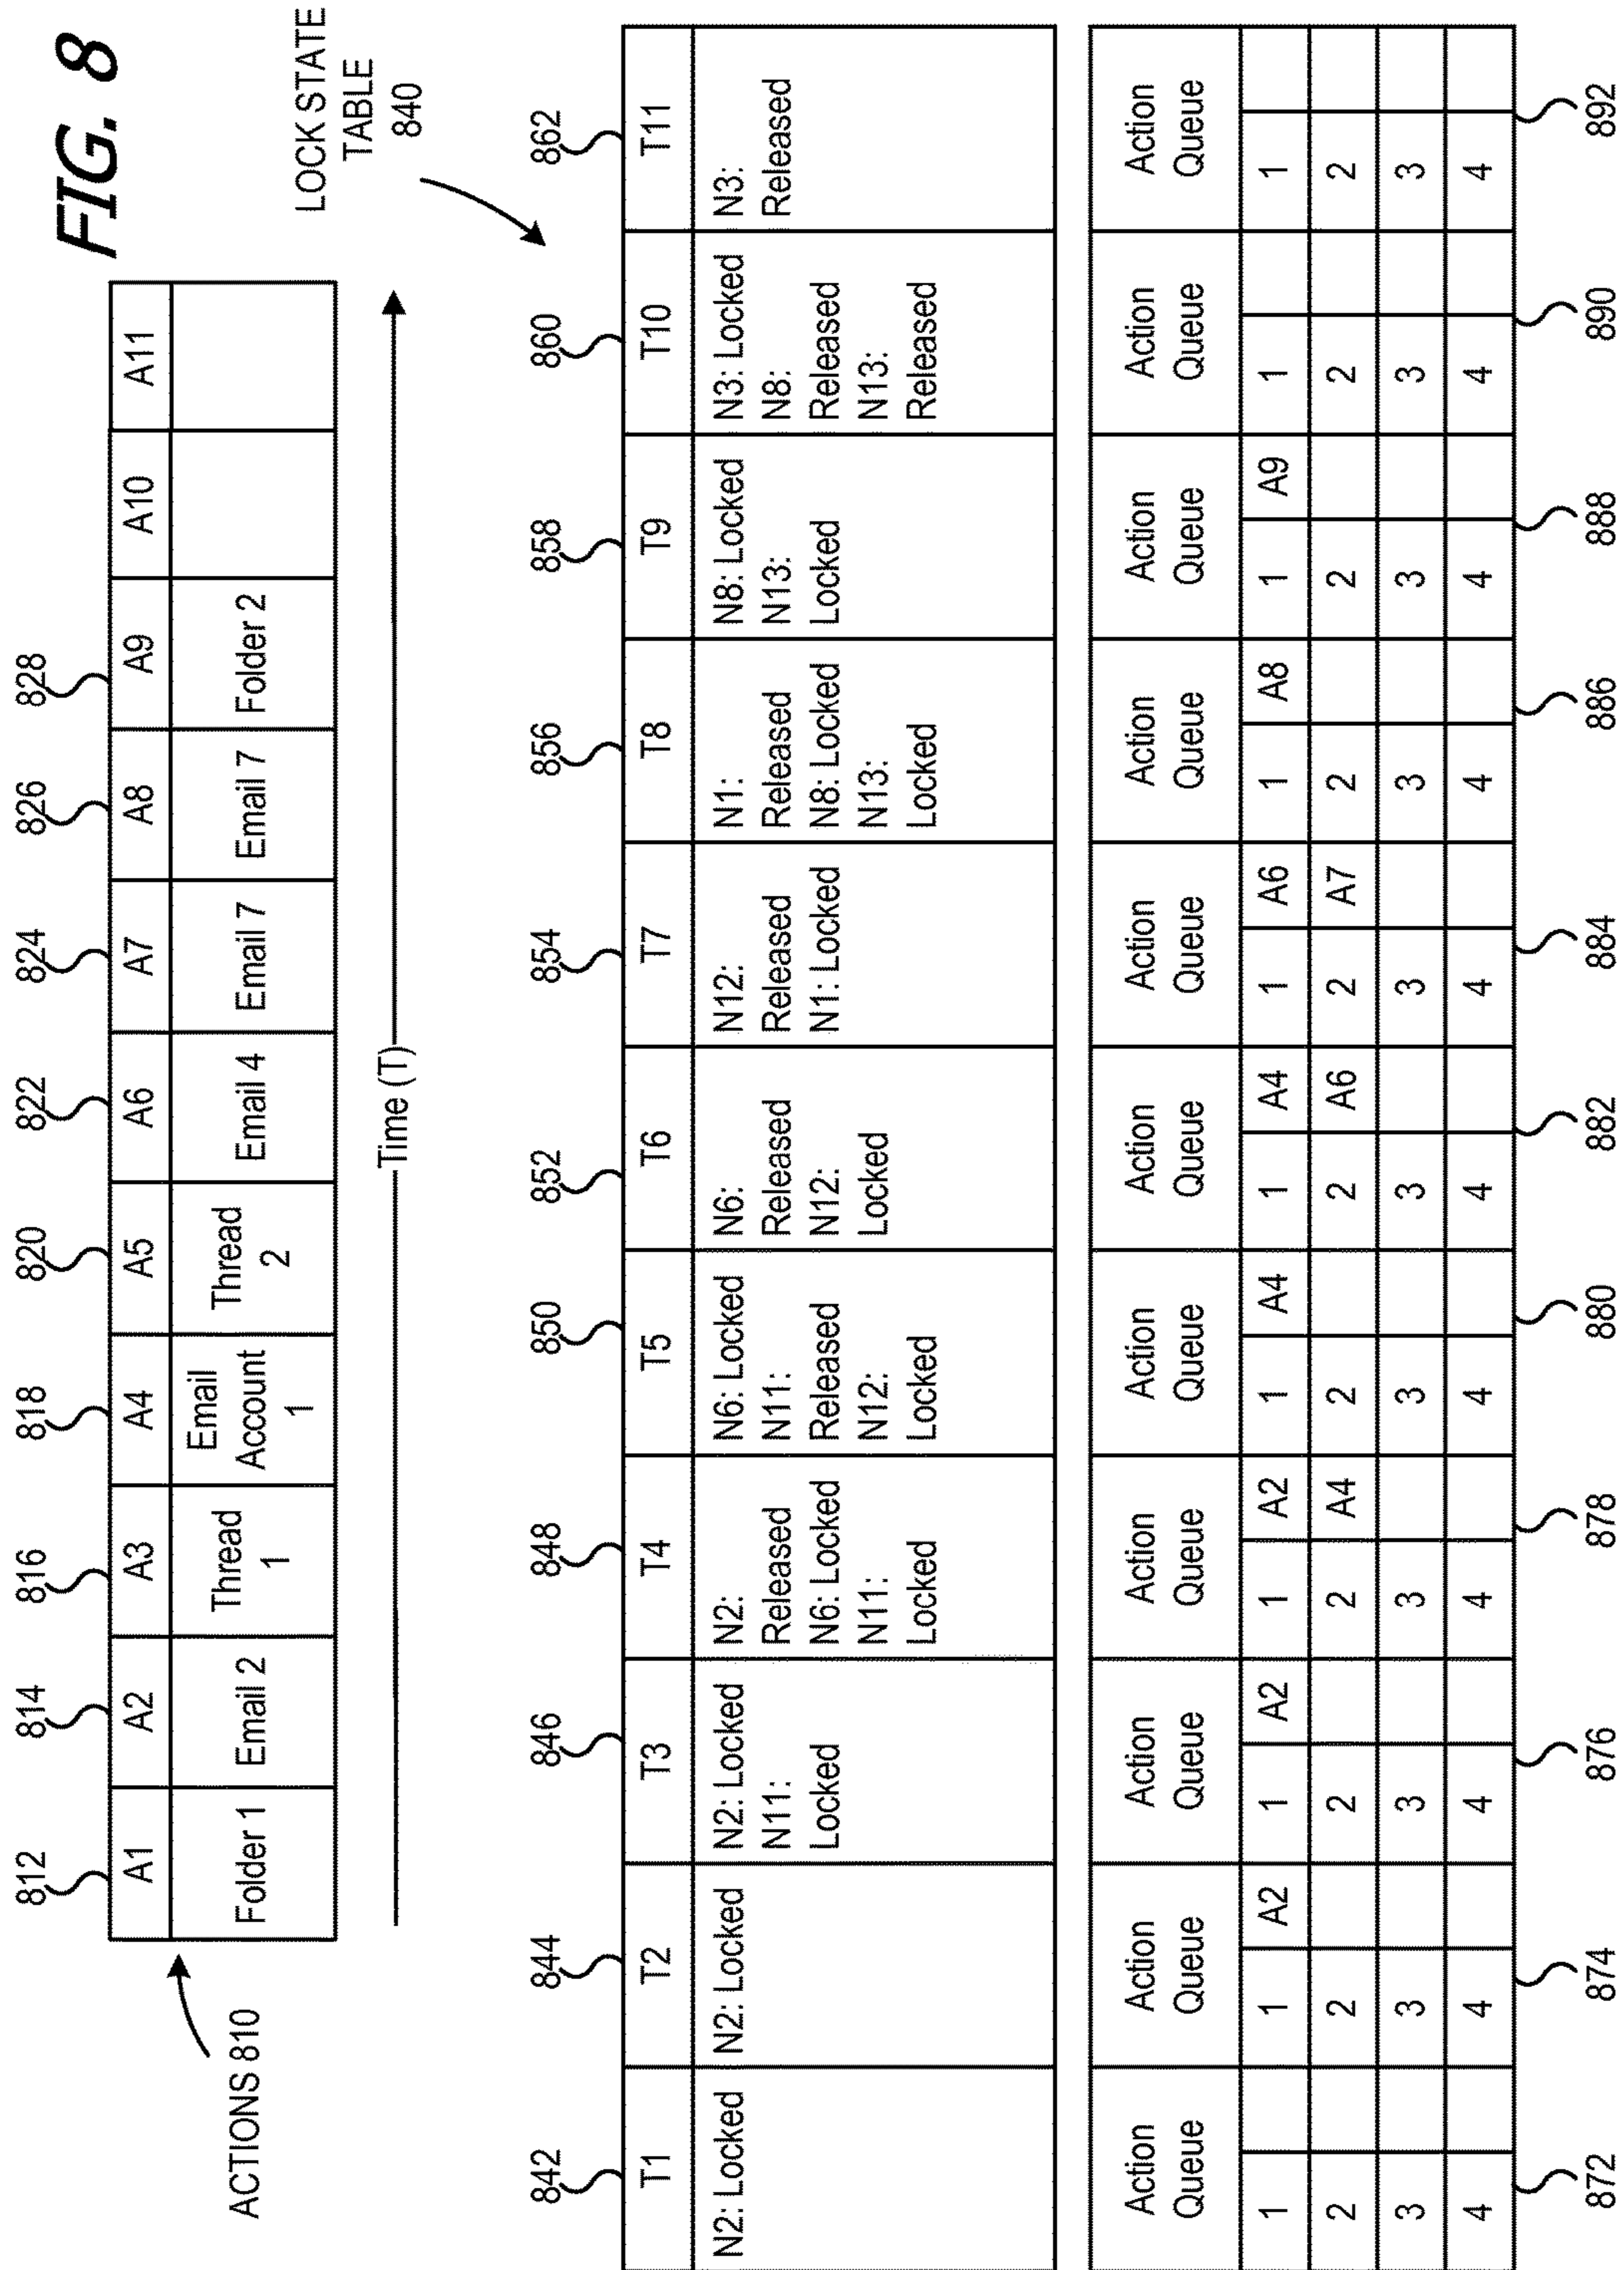 FIG. 8
812 814 816 818 820 822 824 826 828
A1 A2 A3 A4 A5 A6 A7 A8 A9 A10 A11
Folder 1 Email 2 Thread 1 Email Account 1 Thread 2 Email 4 Email 7 Email 7 Folder 2
ACTIONS 810
Time (T)
LOCK STATE
TABLE
840
842 844 846 848 850 852 854 856 858 860 862
T1 T2 T3 T4 T5 T6 T7 T8 T9 T10 T11
N2: Locked
N2: Locked
N2: Locked
N11:
Locked
N2:
Released
N6: Locked
N11:
Locked
N6: Locked
N11:
Released
N12:
Locked
N6:
Released
N12:
Locked
N12:
Released
N1: Locked
N1:
Released
N8: Locked
N13:
Locked
N8: Locked
N13:
Locked
N3: Locked
N8:
Released
N13:
Released
N3:
Released
Action Action Action Action Action Action Action Action Action Action Action
Queue Queue Queue Queue Queue Queue Queue Queue Queue Queue Queue
1 1 A2 1 A2 1 A2 1 A4 1 A4 1 A6 1 A8 1 A9 1 1
2 2 2 2 A4 2 2 A6 2 A7 2 2 2 2
3 3 3 3 3 3 3 3 3 3 3
4 4 4 4 4 4 4 4 4 4 4
872 874 876 878 880 882 884 886 888 890 892